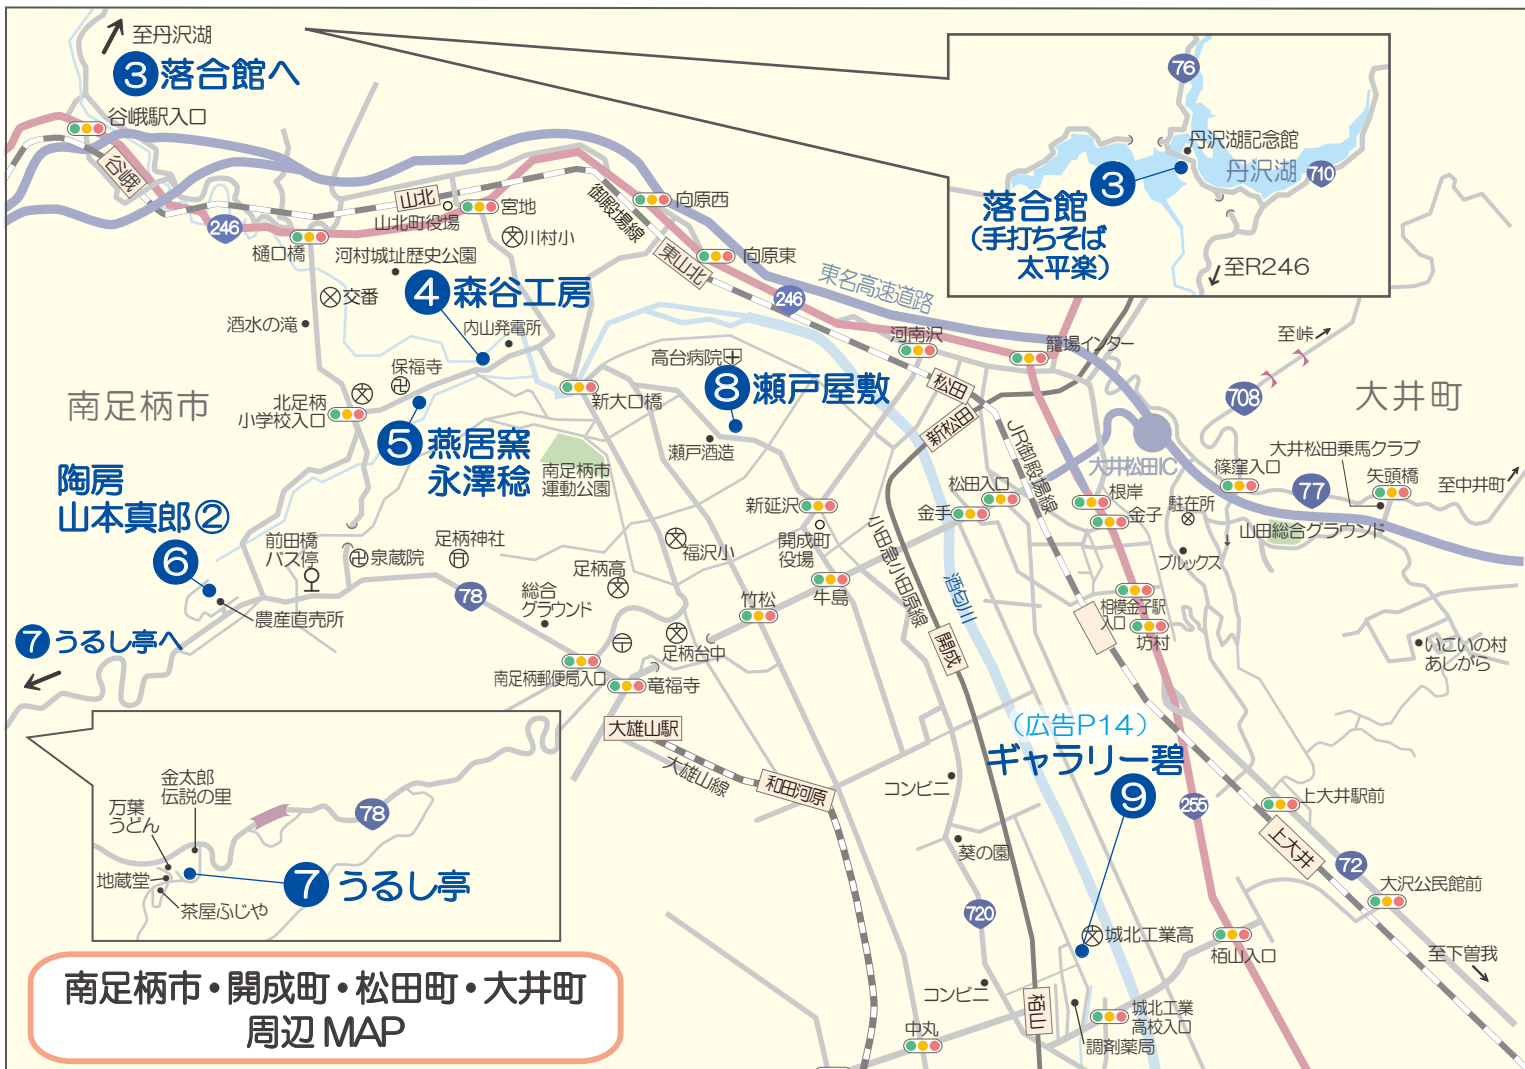 至丹沢湖
③落合館へ
谷峨駅入口
谷峨
246
樋口橋
山北
山北町役場
宮地
川村小
御殿場線
向原西
向原東
東山北
河村城址歴史公園
④森谷工房
交番
酒水の滝
内山発電所
保福寺
南足柄市
北足柄
小学校入口
⑤燕居窯
永澤稔
新大口橋
南足柄市
運動公園
高台病院
⑧瀬戸屋敷
瀬戸酒造
246
東名高速道路
河南沢
籠場インター
松田
新松田
76
丹沢湖記念館
丹沢湖
710
③
落合館
（手打ちそば
太平楽）
至R246
至峠
708
大井町
大井松田IC
大井松田乗馬クラブ
篠窪入口
77
矢頭橋
至中井町
山田総合グラウンド
駐在所
ブルックス
JR御殿場線
松田入口
金手
根岸
金子
小田急小田原線
酒匂川
陶房
山本真郎②
⑥
前田橋
バス停
泉蔵院
足柄神社
農産直売所
⑦うるし亭へ
78
総合
グラウンド
足柄高
福沢小
新延沢
開成町
役場
牛島
竹松
足柄台中
南足柄郵便局入口
竜福寺
大雄山駅
大雄山線
和田河原
開成
相模金子駅
入口
坊村
いこいの村
あしがら
（広告P14）
ギャラリー碧
⑨
255
上大井駅前
上大井
72
大沢公民館前
至下曽我
コンビニ
葵の園
720
城北工業高
栢山入口
コンビニ
栢山
城北工業
高校入口
調剤薬局
中丸
金太郎
伝説の里
万葉
うどん
地蔵堂
茶屋ふじや
78
⑦うるし亭
南足柄市・開成町・松田町・大井町
周辺MAP